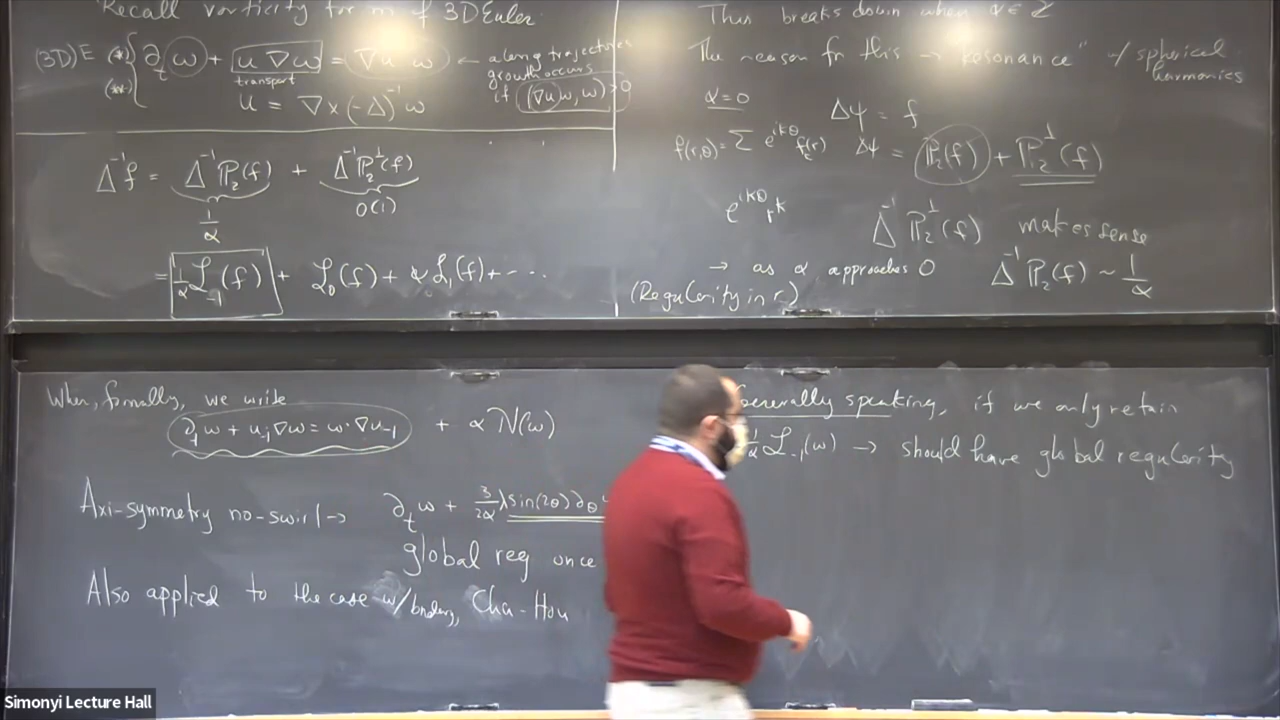 Recall vorticity for m of 3D Euler
(3D)E (*) { ∂_t ω + u ∇ω = ∇u ω ← along trajectories
transport
growth occurs
if (∇u)ω, ω) > 0
(**) u = ∇×(-Δ)^{-1} ω
Δ^{-1}f = Δ^{-1}ℙ_2(f) + Δ^{-1}ℙ_2^⊥(f)
1/α O(1)
= 1/α ℒ_{-1}(f) + ℒ_0(f) + α ℒ_1(f) + ...
Thus breaks down when α ∈ ℤ
The reason for this → "resonance" w/ spherical
harmonics
α=0 Δψ = f
f(r,θ) = Σ e^{ikθ} f_k(r) Δψ = ℙ_2(f) + ℙ_2^⊥(f)
e^{ikθ} r^k Δ^{-1}ℙ_2^⊥(f) makes sense
→ as α approaches 0 Δ^{-1}ℙ_2(f) ~ 1/α
(Regularity in r)
When, formally, we write
∂_t ω + u_{-1}∇ω = ω·∇u_{-1} + α N(ω)
Axi-symmetry no-swirl → ∂_t ω + 3/2α λ sin(2θ)∂_θ
global reg once
Also applied to the case w/ bndry, Cha-Hou
Generally speaking, if we only retain
1/α ℒ_{-1}(ω) → should have global regularity
Simonyi Lecture Hall